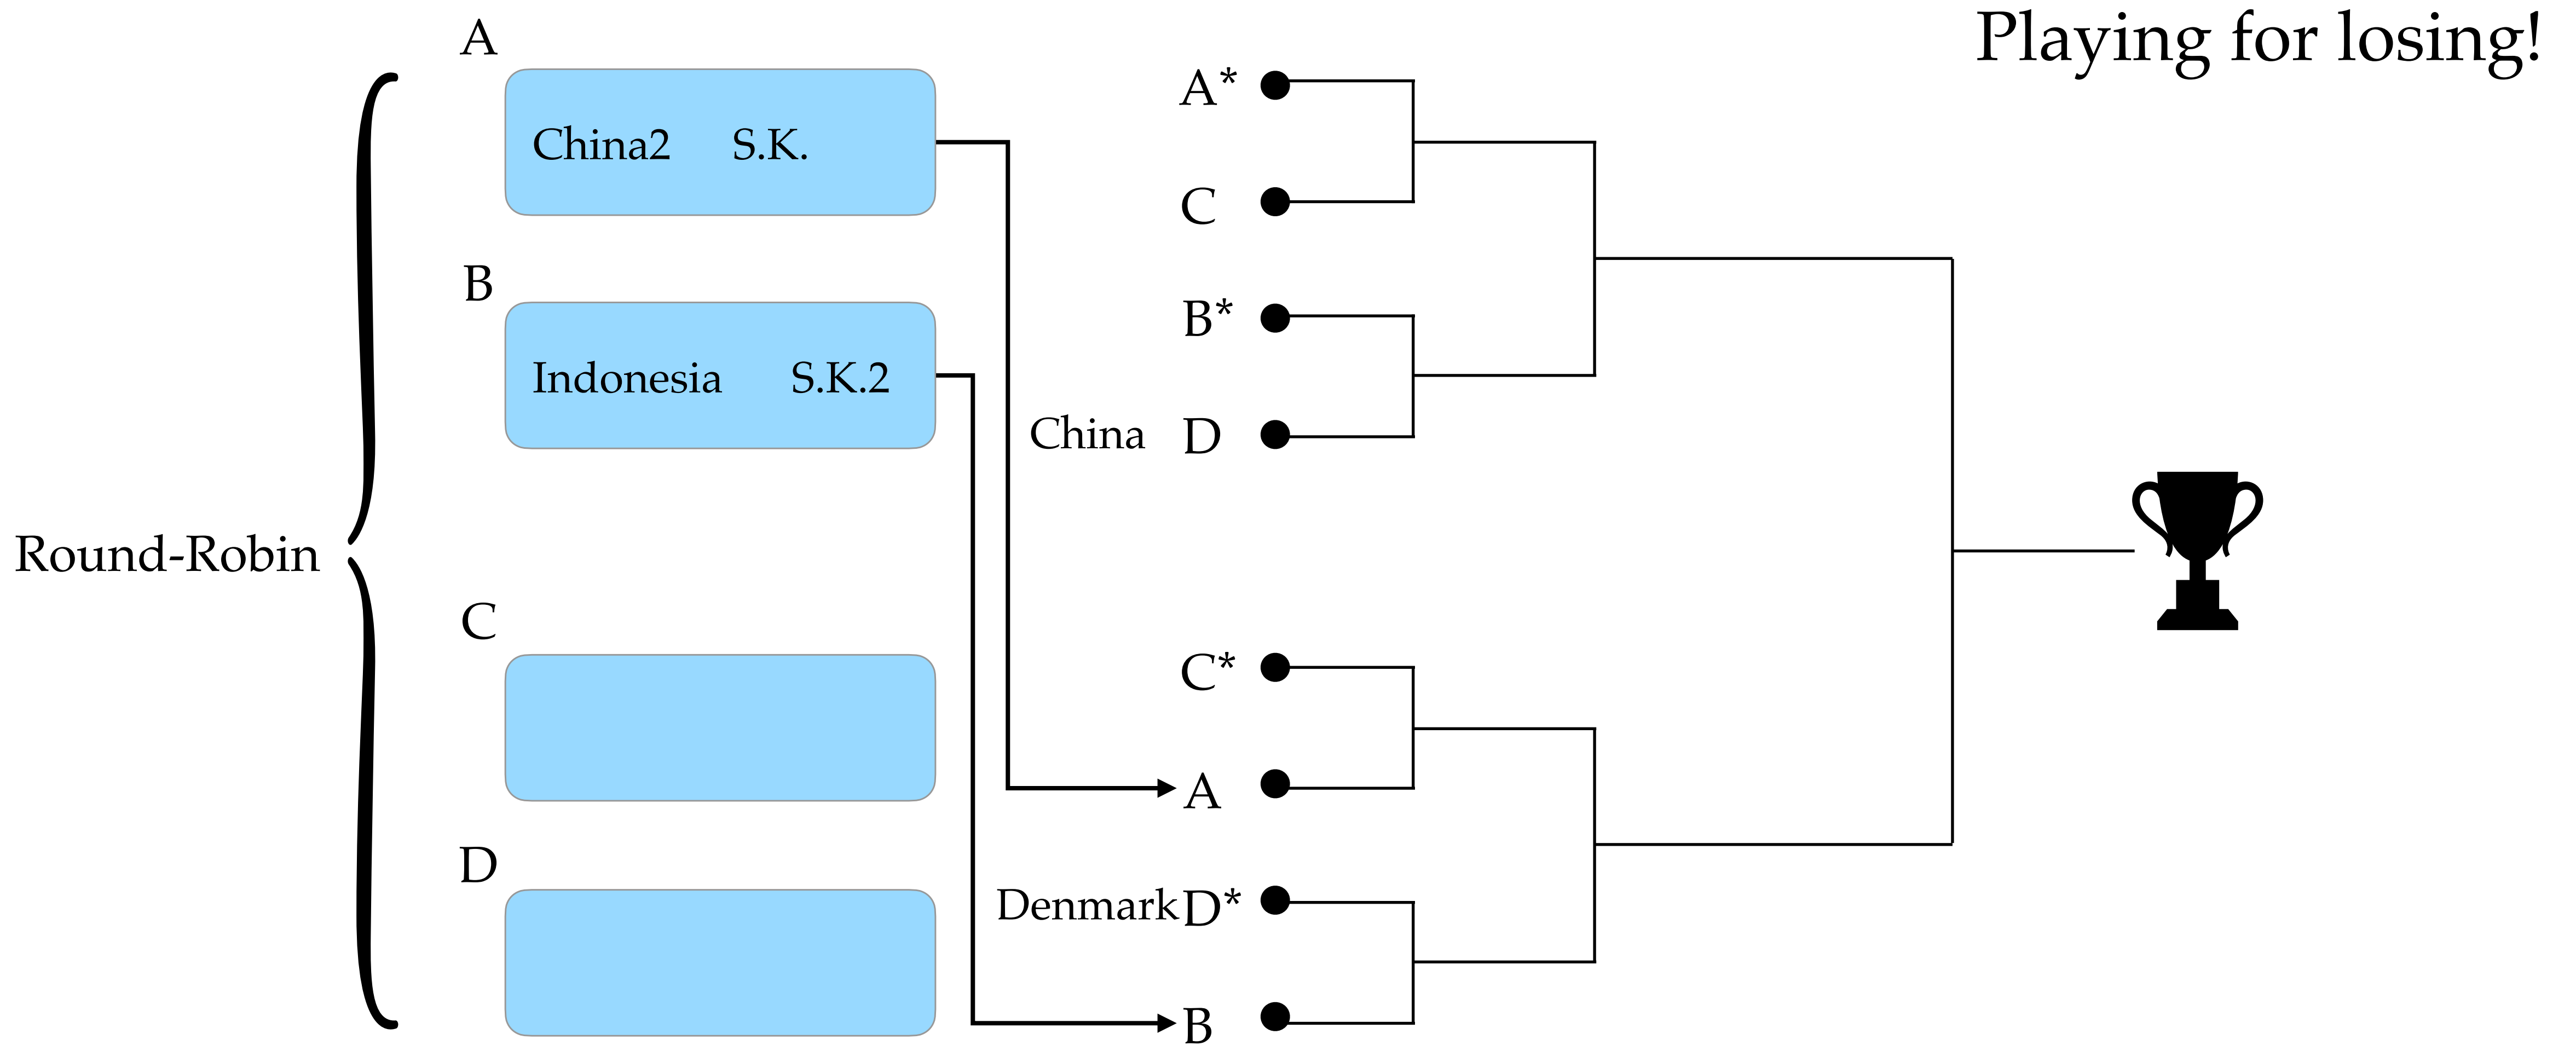 Playing for losing!
Round-Robin
A
China2 S.K.
B
Indonesia S.K.2
C
D
A*
C
B*
China D
C*
A
Denmark D*
B